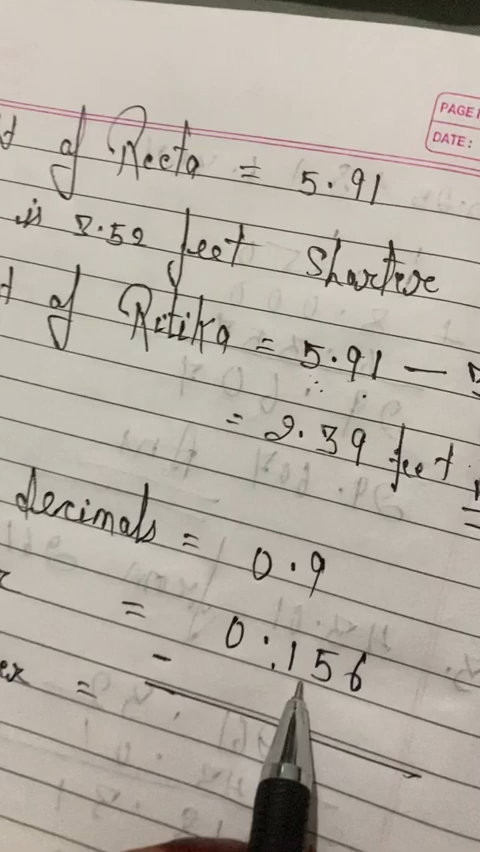 PAGE
DATE :
of Reeta = 5.91
is 3.52 feet shorter
of Ritika = 5.91 -
= 2.39 feet
decimals = 0.9
= 0.156
-
=